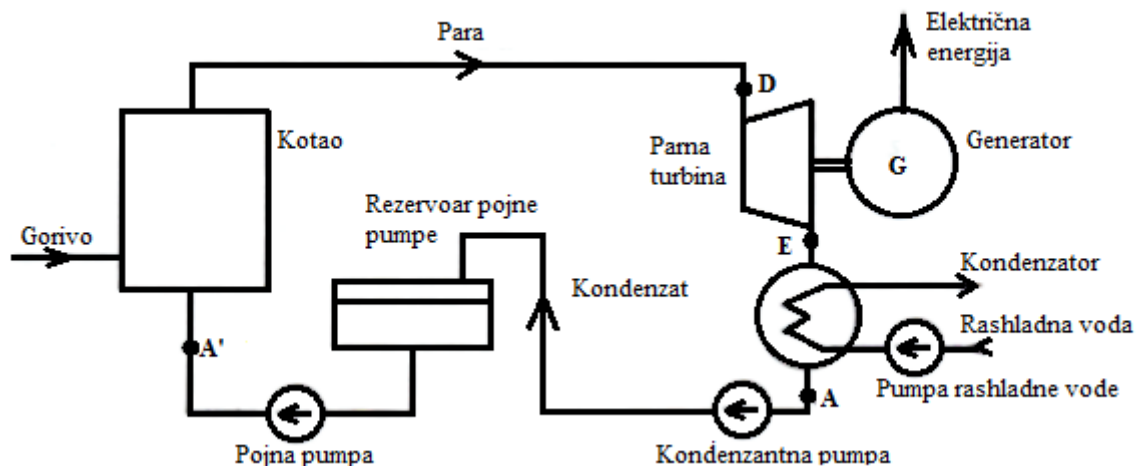 Para
Električna
energija
D
Kotao
Parna
turbina
G
Generator
Rezervoar pojne
pumpe
Gorivo
E
Kondenzator
Kondenzat
Rashladna voda
A'
A
Pumpa rashladne vode
Pojna pumpa
Kondenzantna pumpa